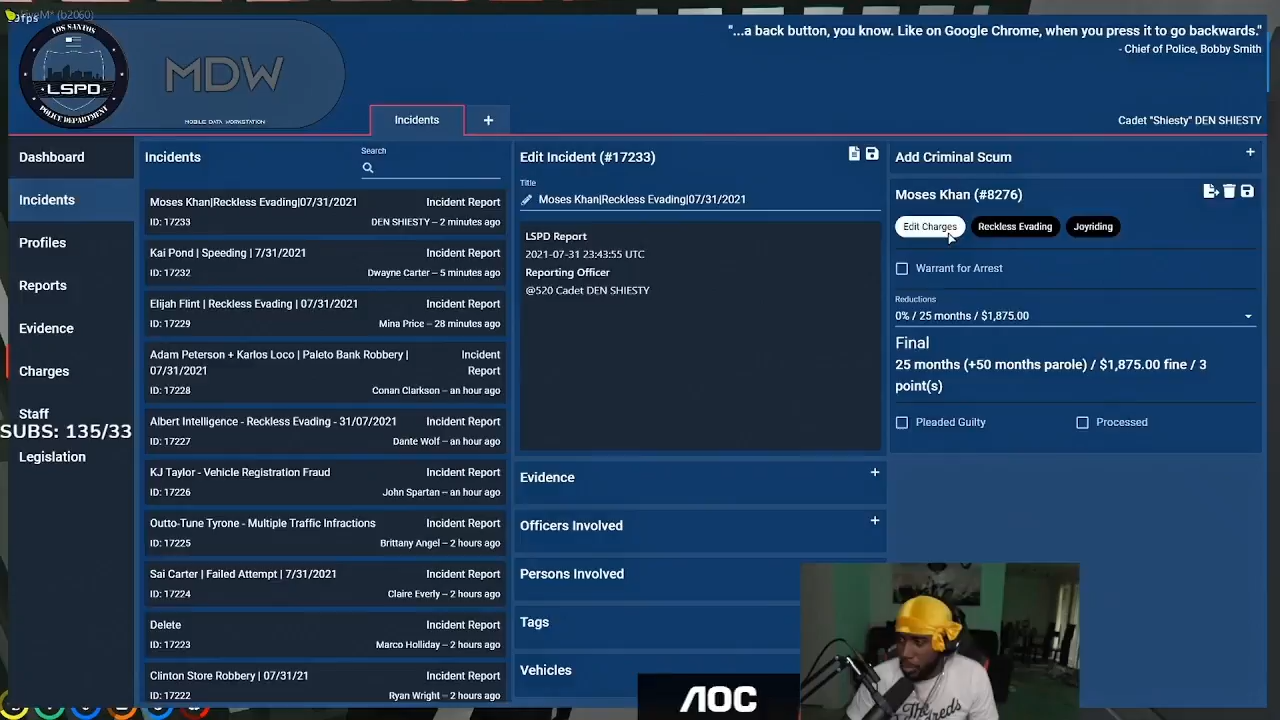 (b2060)
LOS SANTOS
LSPD
POLICE DEPARTMENT
MDW
MOBILE DATA WORKSTATION
"...a back button, you know. Like on Google Chrome, when you press it to go backwards."
- Chief of Police, Bobby Smith
Incidents
+
Cadet "Shiesty" DEN SHIESTY
Dashboard
Incidents
Profiles
Reports
Evidence
Charges
Staff
SUBS: 135/33
Legislation
Incidents
Search
Moses Khan|Reckless Evading|07/31/2021
Incident Report
ID: 17233
DEN SHIESTY – 2 minutes ago
Kai Pond | Speeding | 7/31/2021
Incident Report
ID: 17232
Dwayne Carter – 5 minutes ago
Elijah Flint | Reckless Evading | 07/31/2021
Incident Report
ID: 17229
Mina Price – 28 minutes ago
Adam Peterson + Karlos Loco | Paleto Bank Robbery |
07/31/2021
Incident
Report
ID: 17228
Conan Clarkson – an hour ago
Albert Intelligence - Reckless Evading - 31/07/2021
Incident Report
ID: 17227
Dante Wolf – an hour ago
KJ Taylor - Vehicle Registration Fraud
Incident Report
ID: 17226
John Spartan – an hour ago
Outto-Tune Tyrone - Multiple Traffic Infractions
Incident Report
ID: 17225
Brittany Angel – 2 hours ago
Sai Carter | Failed Attempt | 7/31/2021
Incident Report
ID: 17224
Claire Everly – 2 hours ago
Delete
Incident Report
ID: 17223
Marco Holliday – 2 hours ago
Clinton Store Robbery | 07/31/21
Incident Report
ID: 17222
Ryan Wright – 2 hours ago
Edit Incident (#17233)
Title
Moses Khan|Reckless Evading|07/31/2021
LSPD Report
2021-07-31 23:43:55 UTC
Reporting Officer
@520 Cadet DEN SHIESTY
Evidence
+
Officers Involved
+
Persons Involved
Tags
Vehicles
Add Criminal Scum
+
Moses Khan (#8276)
Edit Charges
Reckless Evading
Joyriding
Warrant for Arrest
Reductions
0% / 25 months / $1,875.00
Final
25 months (+50 months parole) / $1,875.00 fine / 3
point(s)
Pleaded Guilty
Processed
AOC
The